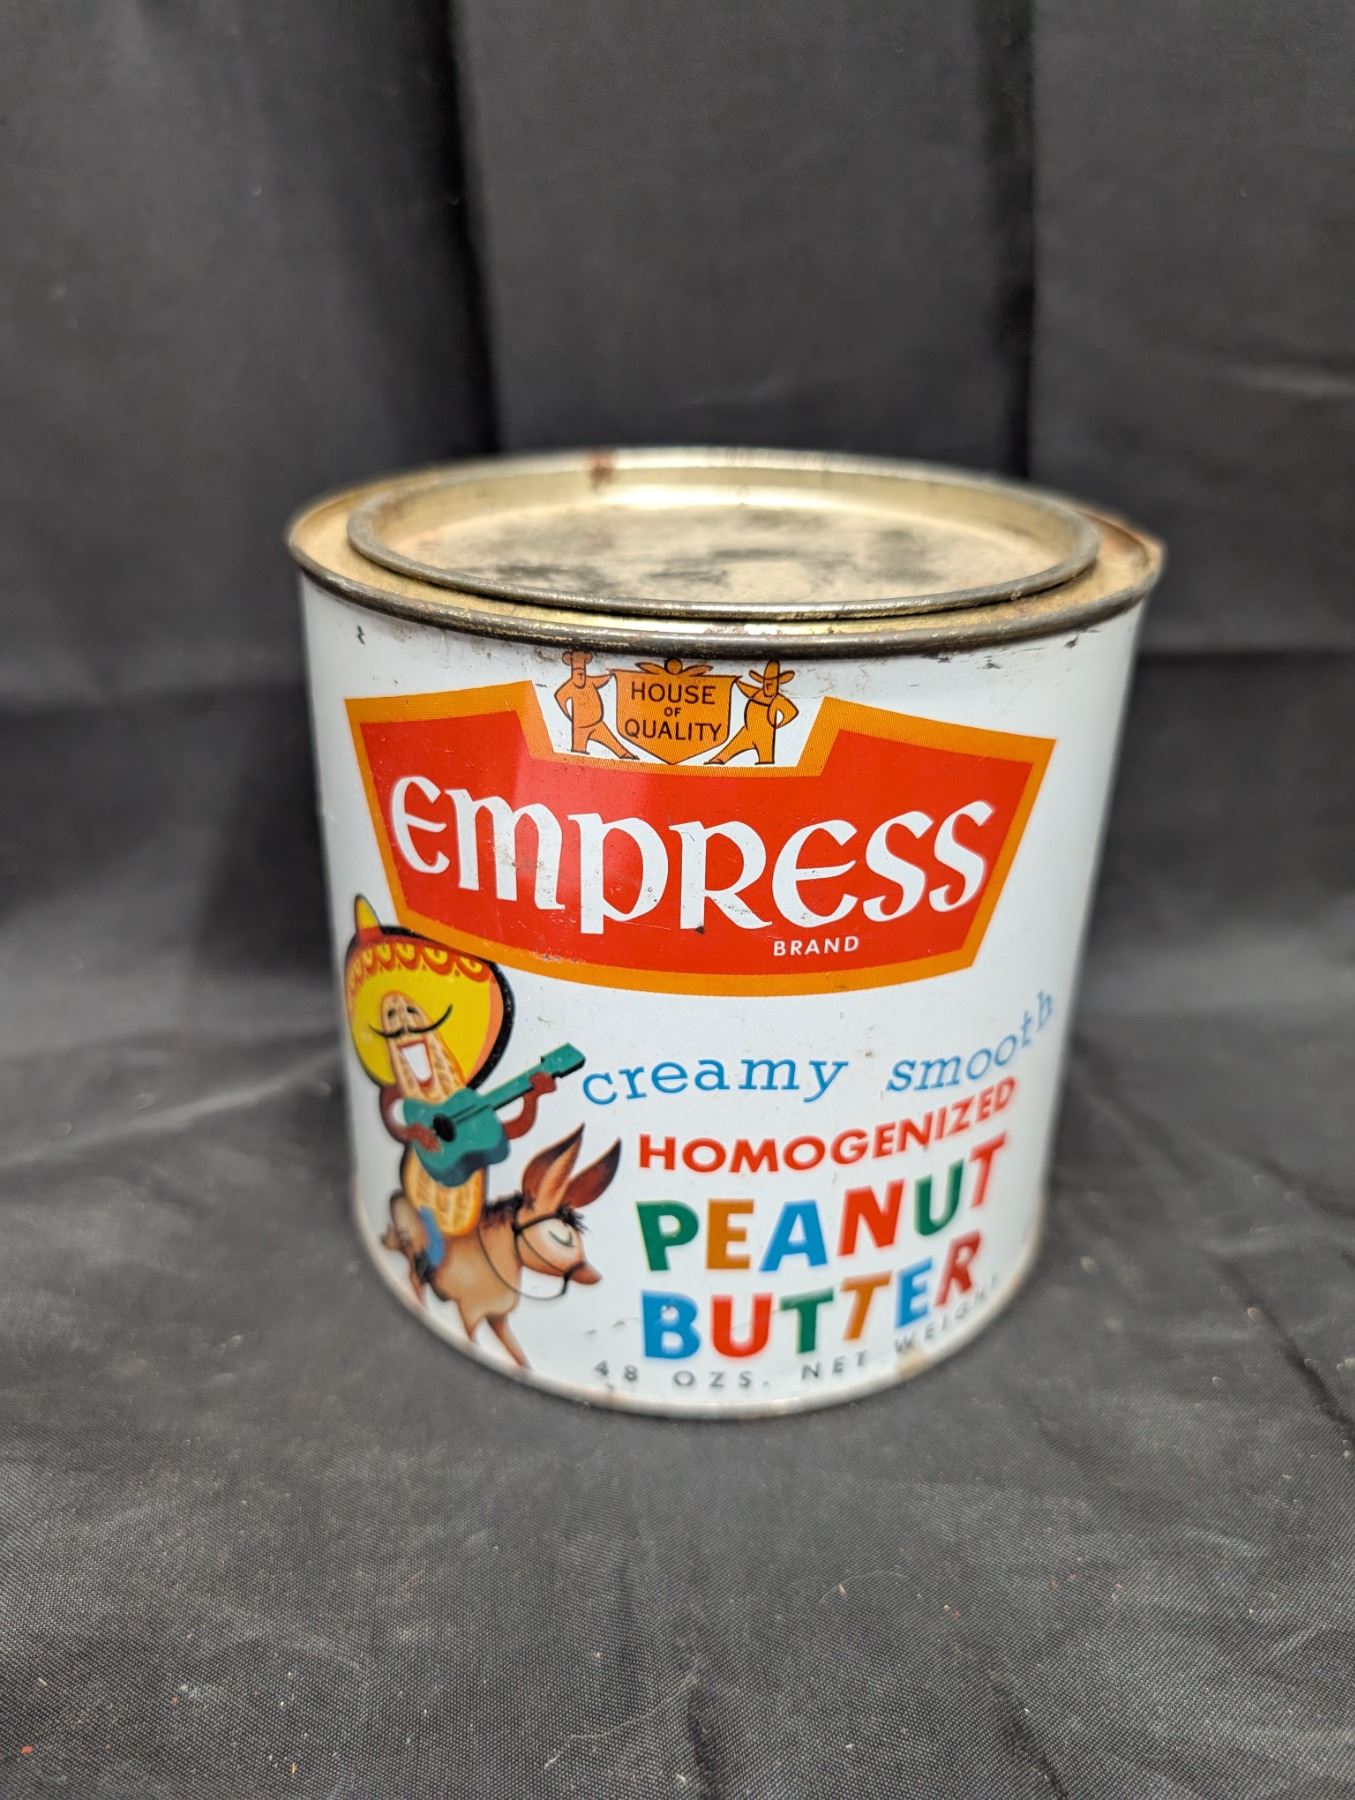 HOUSE
OF
QUALITY
EMPRESS
BRAND
creamy smooth
HOMOGENIZED
PEANUT
BUTTER
48 OZS. NET WEIGHT